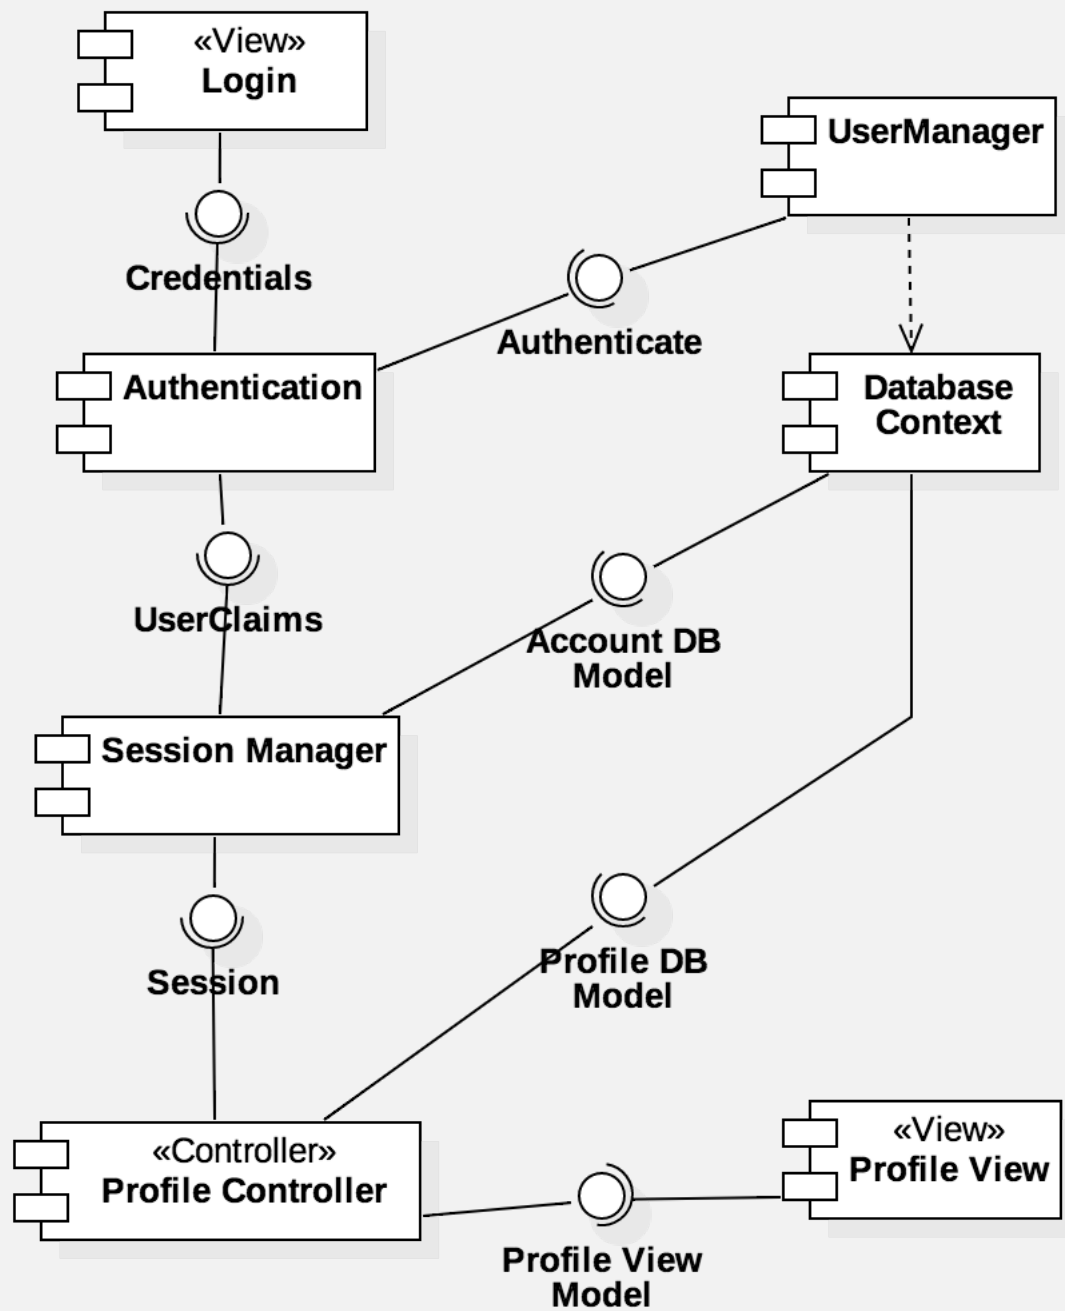 «View»
Login
UserManager
Credentials
Authenticate
Authentication
Database
Context
UserClaims
Account DB
Model
Session Manager
Profile DB
Model
Session
«Controller»
Profile Controller
«View»
Profile View
Profile View
Model